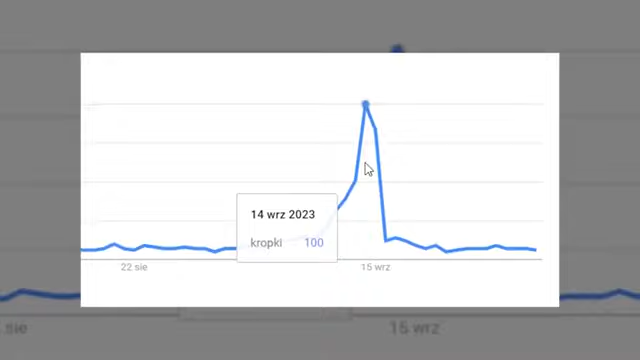 14 wrz 2023
kropki 100
22 sie 15 wrz
sie 15 wrz